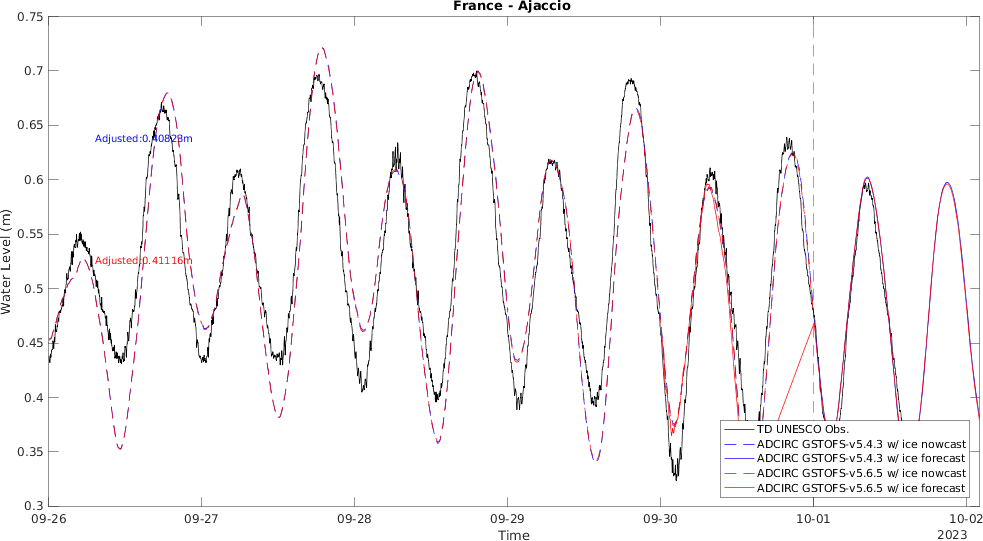 France - Ajaccio
0.75
0.7
0.65
0.6
0.55
0.5
0.45
0.4
0.35
0.3
Water Level (m)
Adjusted:0.40823m
Adjusted:0.41116m
TD UNESCO Obs.
ADCIRC GSTOFS-v5.4.3 w/ ice nowcast
ADCIRC GSTOFS-v5.4.3 w/ ice forecast
ADCIRC GSTOFS-v5.6.5 w/ ice nowcast
ADCIRC GSTOFS-v5.6.5 w/ ice forecast
09-26 09-27 09-28 09-29 09-30 10-01 10-02
Time
2023